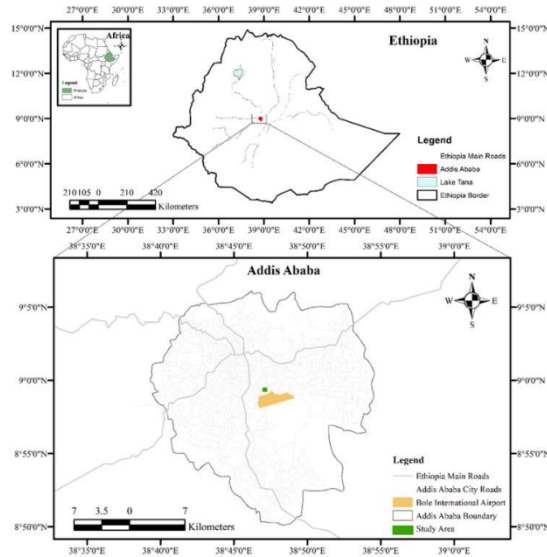 27°0'0"E 30°0'0"E 33°0'0"E 36°0'0"E 39°0'0"E 42°0'0"E 45°0'0"E 48°0'0"E 51°0'0"E 54°0'0"E
15°0'0"N
12°0'0"N
9°0'0"N
6°0'0"N
3°0'0"N
Africa
Legend
Ethiopia
Africa
Ethiopia
N
W E
S
Legend
Ethiopia Main Roads
Addis Ababa
Lake Tana
Ethiopia Border
210 105 0 210 420
Kilometers
15°0'0"N
12°0'0"N
9°0'0"N
6°0'0"N
3°0'0"N
27°0'0"E 30°0'0"E 33°0'0"E 36°0'0"E 39°0'0"E 42°0'0"E 45°0'0"E 48°0'0"E 51°0'0"E 54°0'0"E
38°35'0"E 38°40'0"E 38°45'0"E 38°50'0"E 38°55'0"E 39°0'0"E
Addis Ababa
N
W E
S
9°5'0"N
9°0'0"N
8°55'0"N
8°50'0"N
Legend
Ethiopia Main Roads
Addis Ababa City Roads
Bole International Airport
Addis Ababa Boundary
Study Area
7 3.5 0 7
Kilometers
9°5'0"N
9°0'0"N
8°55'0"N
8°50'0"N
38°35'0"E 38°40'0"E 38°45'0"E 38°50'0"E 38°55'0"E 39°0'0"E